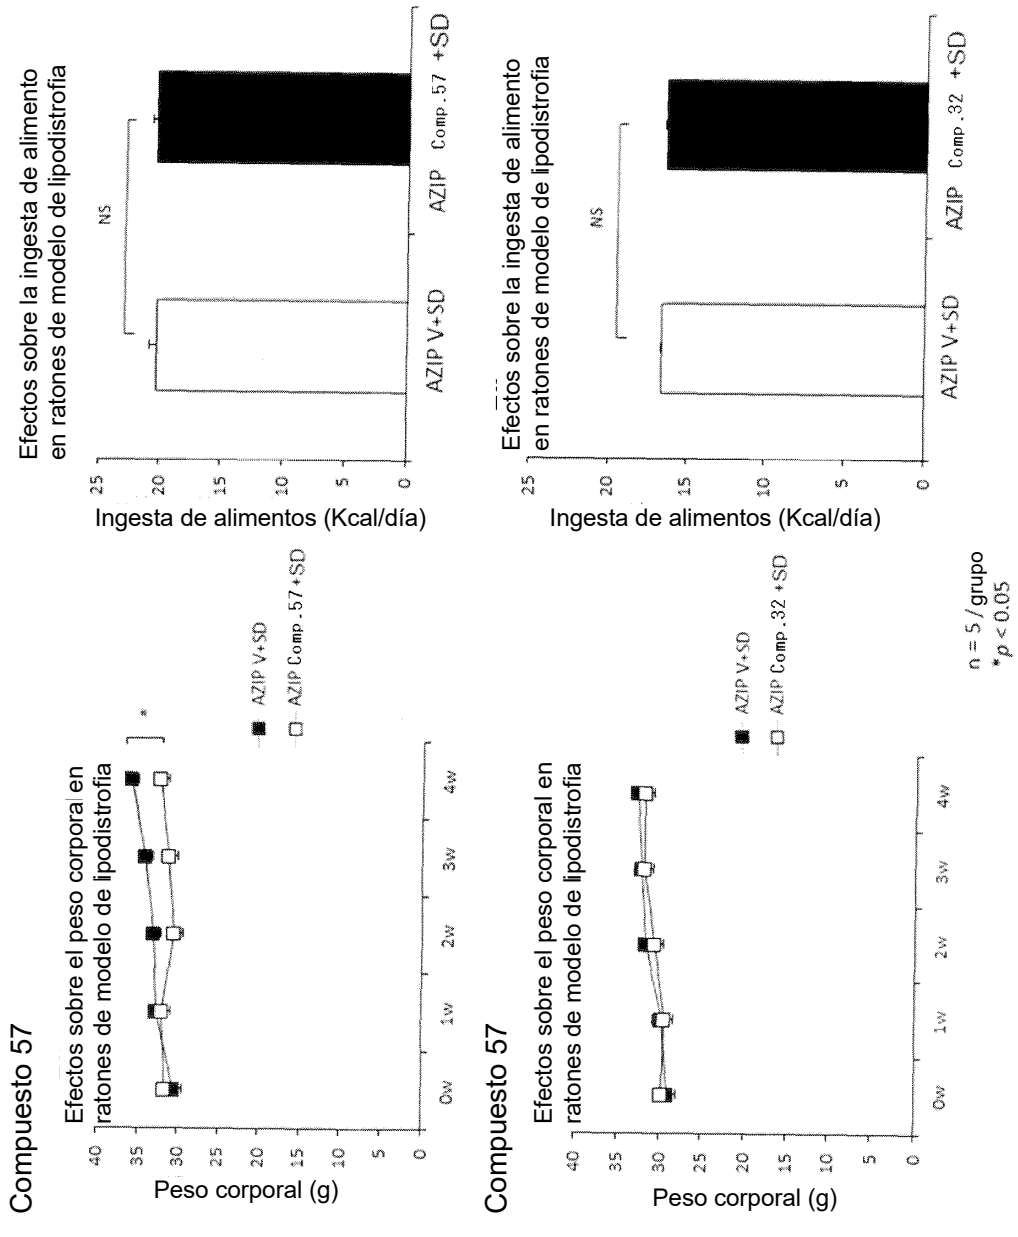 Compuesto 57
Efectos sobre el peso corporal en
ratones de modelo de lipodistrofia
Peso corporal (g)
40
35
30
25
20
15
10
5
0
0w
1w
2w
3w
4w
*
AZIP V+SD
AZIP Comp.57 +SD
Efectos sobre la ingesta de alimento
en ratones de modelo de lipodistrofia
Ingesta de alimentos (Kcal/día)
25
20
15
10
5
0
NS
AZIP V+SD
AZIP Comp.57 +SD
Compuesto 57
Efectos sobre el peso corporal en
ratones de modelo de lipodistrofia
Peso corporal (g)
40
35
30
25
20
15
10
5
0
0w
1w
2w
3w
4w
AZIP V+SD
AZIP Comp.32 +SD
Efectos sobre la ingesta de alimento
en ratones de modelo de lipodistrofia
Ingesta de alimentos (Kcal/día)
25
20
15
10
5
0
NS
AZIP V+SD
AZIP Comp.32 +SD
n = 5 / grupo
*p < 0.05